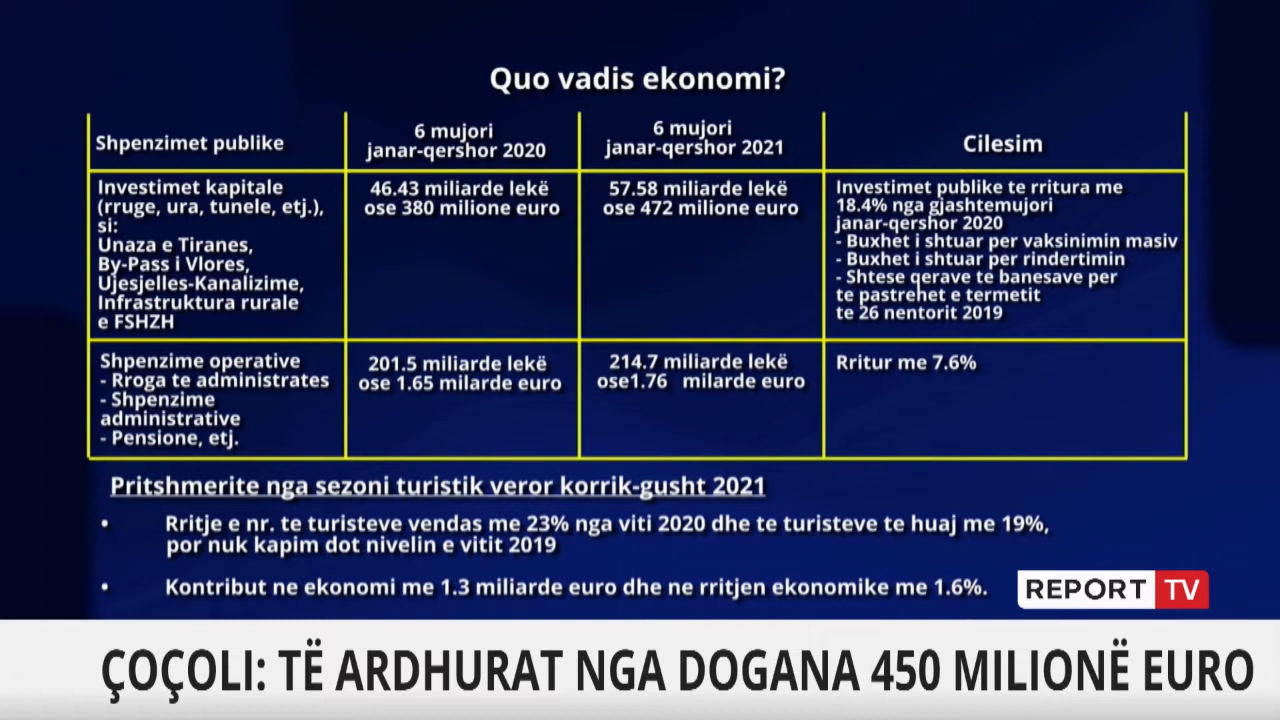 Quo vadis ekonomi?
Shpenzimet publike
6 mujori
janar-qershor 2020
6 mujori
janar-qershor 2021
Cilesim
Investimet kapitale
(rruge, ura, tunele, etj.),
si:
Unaza e Tiranes,
By-Pass i Vlores,
Ujesjelles-Kanalizime,
Infrastruktura rurale
e FSHZH
46.43 miliarde lekë
ose 380 milione euro
57.58 miliarde lekë
ose 472 milione euro
Investimet publike te rritura me
18.4% nga gjashtemujori
janar-qershor 2020
- Buxhet i shtuar per vaksinimin masiv
- Buxhet i shtuar per rindertimin
- Shtese qerave te banesave per
te pastrehet e termetit
te 26 nentorit 2019
Shpenzime operative
- Rroga te administrates
- Shpenzime
administrative
- Pensione, etj.
201.5 miliarde lekë
ose 1.65 milarde euro
214.7 miliarde lekë
ose1.76 milarde euro
Rritur me 7.6%
Pritshmerite nga sezoni turistik veror korrik-gusht 2021
• Rritje e nr. te turisteve vendas me 23% nga viti 2020 dhe te turisteve te huaj me 19%,
por nuk kapim dot nivelin e vitit 2019
• Kontribut ne ekonomi me 1.3 miliarde euro dhe ne rritjen ekonomike me 1.6%.
REPORT TV
ÇOÇOLI: TË ARDHURAT NGA DOGANA 450 MILIONË EURO